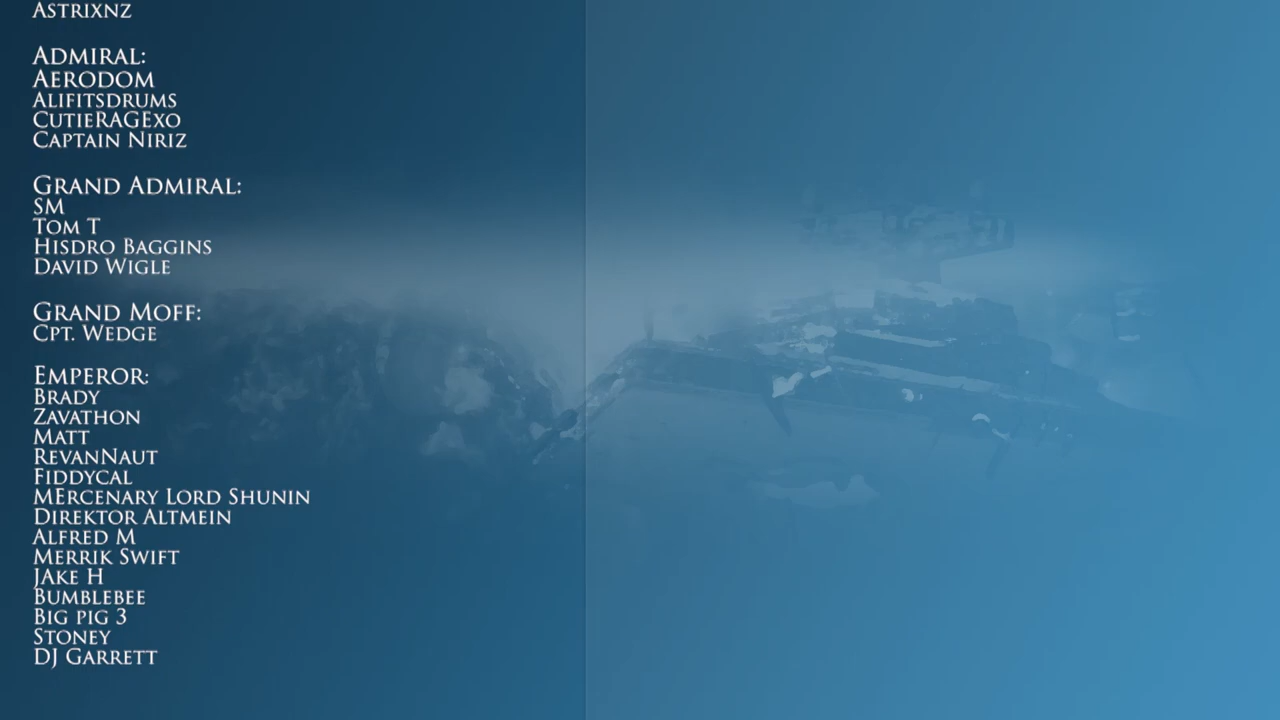 Astrixnz
Admiral:
Aerodom
Alifitsdrums
CutieRAGExo
Captain Niriz
Grand Admiral:
SM
Tom T
Hisdro Baggins
David Wigle
Grand Moff:
Cpt. Wedge
Emperor:
Brady
Zavathon
Matt
RevanNaut
Fiddycal
MErcenary Lord Shunin
Direktor Altmein
Alfred M
Merrik Swift
JAke H
Bumblebee
Big pig 3
Stoney
DJ Garrett